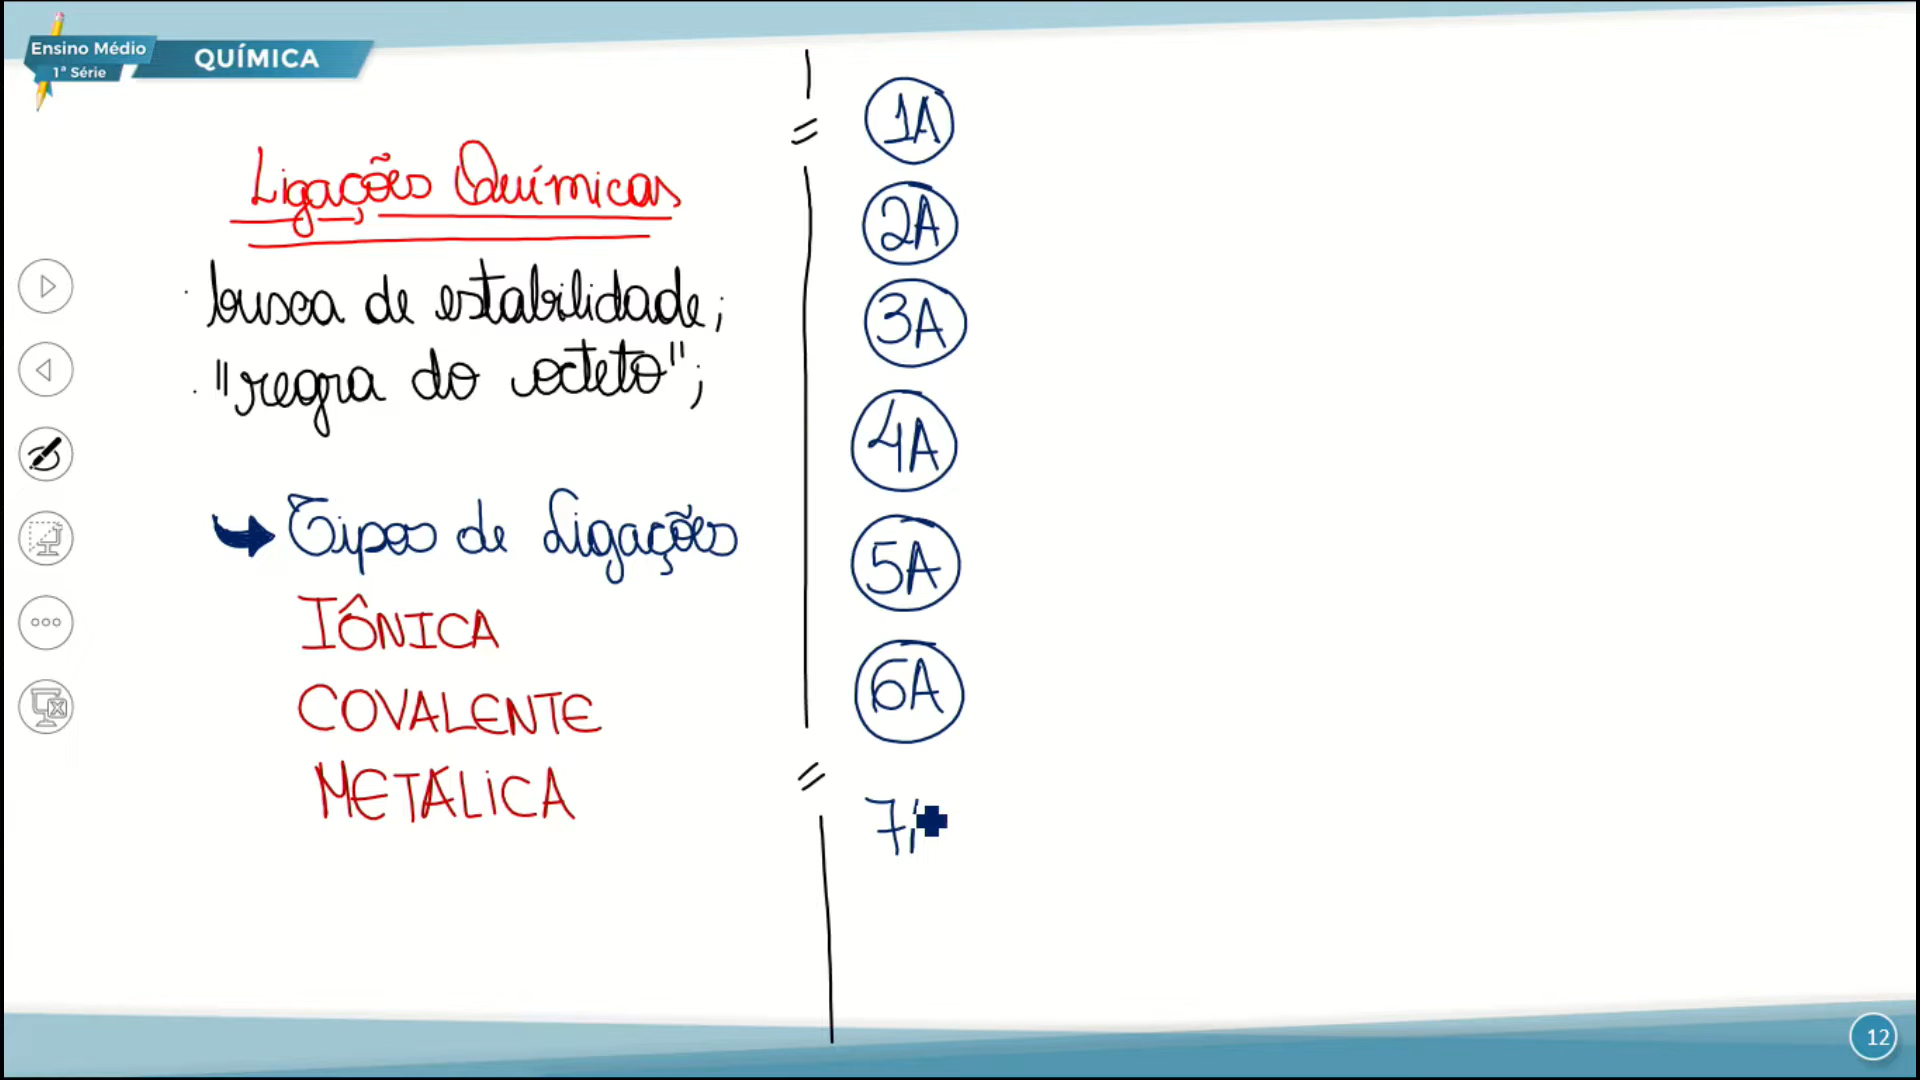 Ensino Médio
1ª Série
QUÍMICA
Ligações Químicas
· busca de estabilidade;
· "regra do octeto";
Tipos de Ligações
IÔNICA
COVALENTE
METÁLICA
1A
2A
3A
4A
5A
6A
7
12